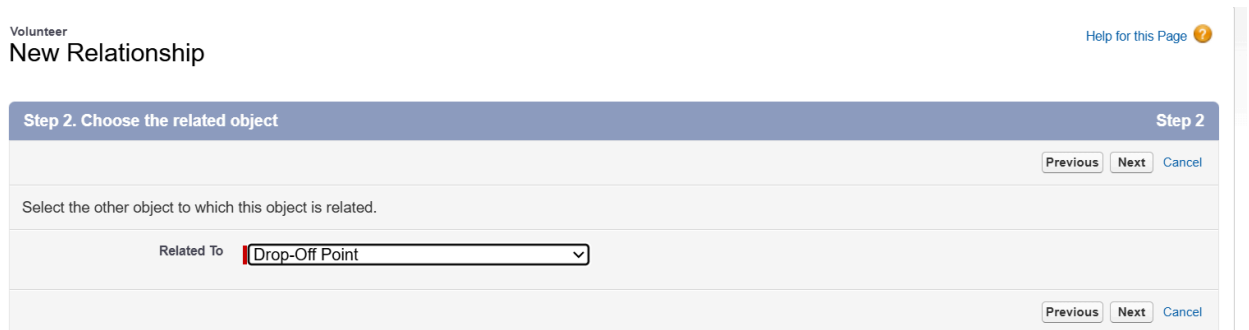 Volunteer
New Relationship
Help for this Page ?
Step 2. Choose the related object
Step 2
Previous Next Cancel
Select the other object to which this object is related.
Related To Drop-Off Point
Previous Next Cancel